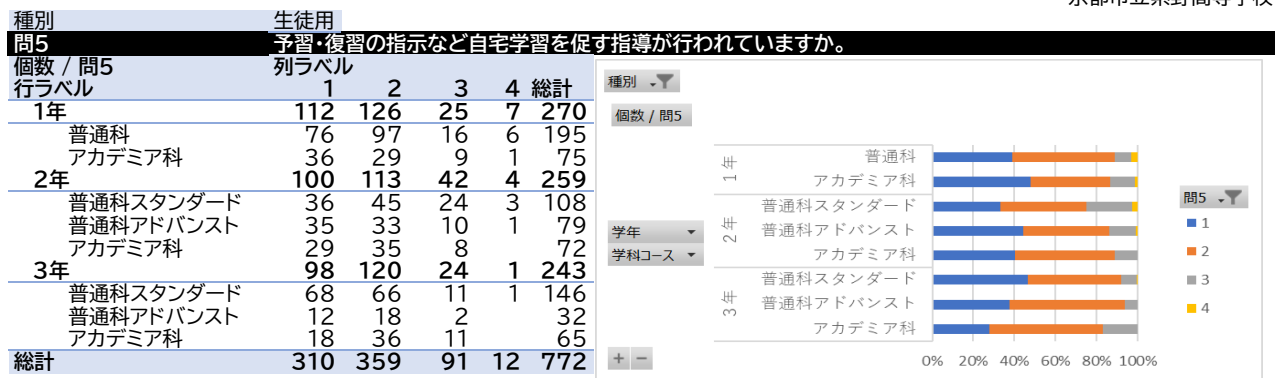 種別 生徒用
問5 予習・復習の指示など自宅学習を促す指導が行われていますか。
個数 / 問5 列ラベル
行ラベル 1 2 3 4 総計
1年 112 126 25 7 270
普通科 76 97 16 6 195
アカデミア科 36 29 9 1 75
2年 100 113 42 4 259
普通科スタンダード 36 45 24 3 108
普通科アドバンスト 35 33 10 1 79
アカデミア科 29 35 8 72
3年 98 120 24 1 243
普通科スタンダード 68 66 11 1 146
普通科アドバンスト 12 18 2 32
アカデミア科 18 36 11 65
総計 310 359 91 12 772
種別
個数 / 問5
学年
学科コース
1年
普通科
アカデミア科
2年
普通科スタンダード
普通科アドバンスト
アカデミア科
3年
普通科スタンダード
普通科アドバンスト
アカデミア科
0% 20% 40% 60% 80% 100%
問5
1
2
3
4
+ −